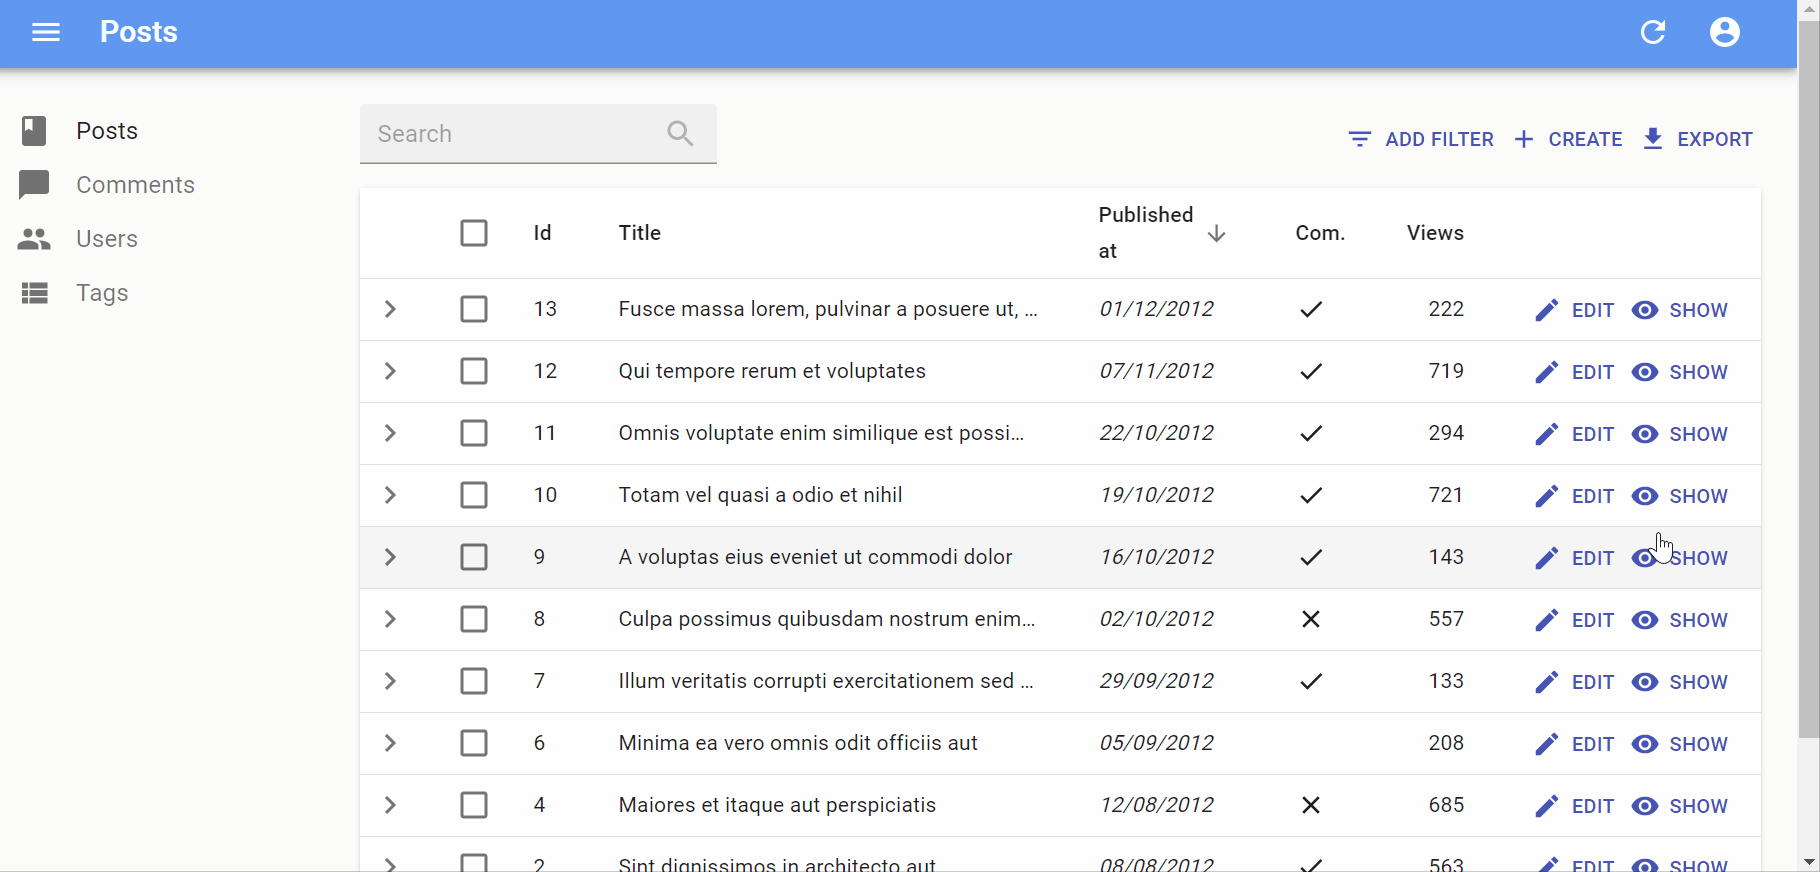 Posts
Posts
Comments
Users
Tags
Search
ADD FILTER CREATE EXPORT
Id Title Published at Com. Views
13 Fusce massa lorem, pulvinar a posuere ut, ... 01/12/2012 222 EDIT SHOW
12 Qui tempore rerum et voluptates 07/11/2012 719 EDIT SHOW
11 Omnis voluptate enim similique est possi... 22/10/2012 294 EDIT SHOW
10 Totam vel quasi a odio et nihil 19/10/2012 721 EDIT SHOW
9 A voluptas eius eveniet ut commodi dolor 16/10/2012 143 EDIT SHOW
8 Culpa possimus quibusdam nostrum enim... 02/10/2012 557 EDIT SHOW
7 Illum veritatis corrupti exercitationem sed ... 29/09/2012 133 EDIT SHOW
6 Minima ea vero omnis odit officiis aut 05/09/2012 208 EDIT SHOW
4 Maiores et itaque aut perspiciatis 12/08/2012 685 EDIT SHOW
2 Sint dignissimos in architecto aut 08/08/2012 563 EDIT SHOW